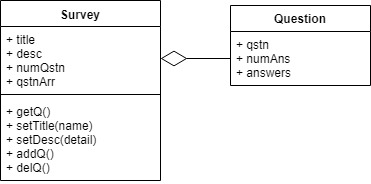 Survey
+ title
+ desc
+ numQstn
+ qstnArr
+ getQ()
+ setTitle(name)
+ setDesc(detail)
+ addQ()
+ delQ()
Question
+ qstn
+ numAns
+ answers